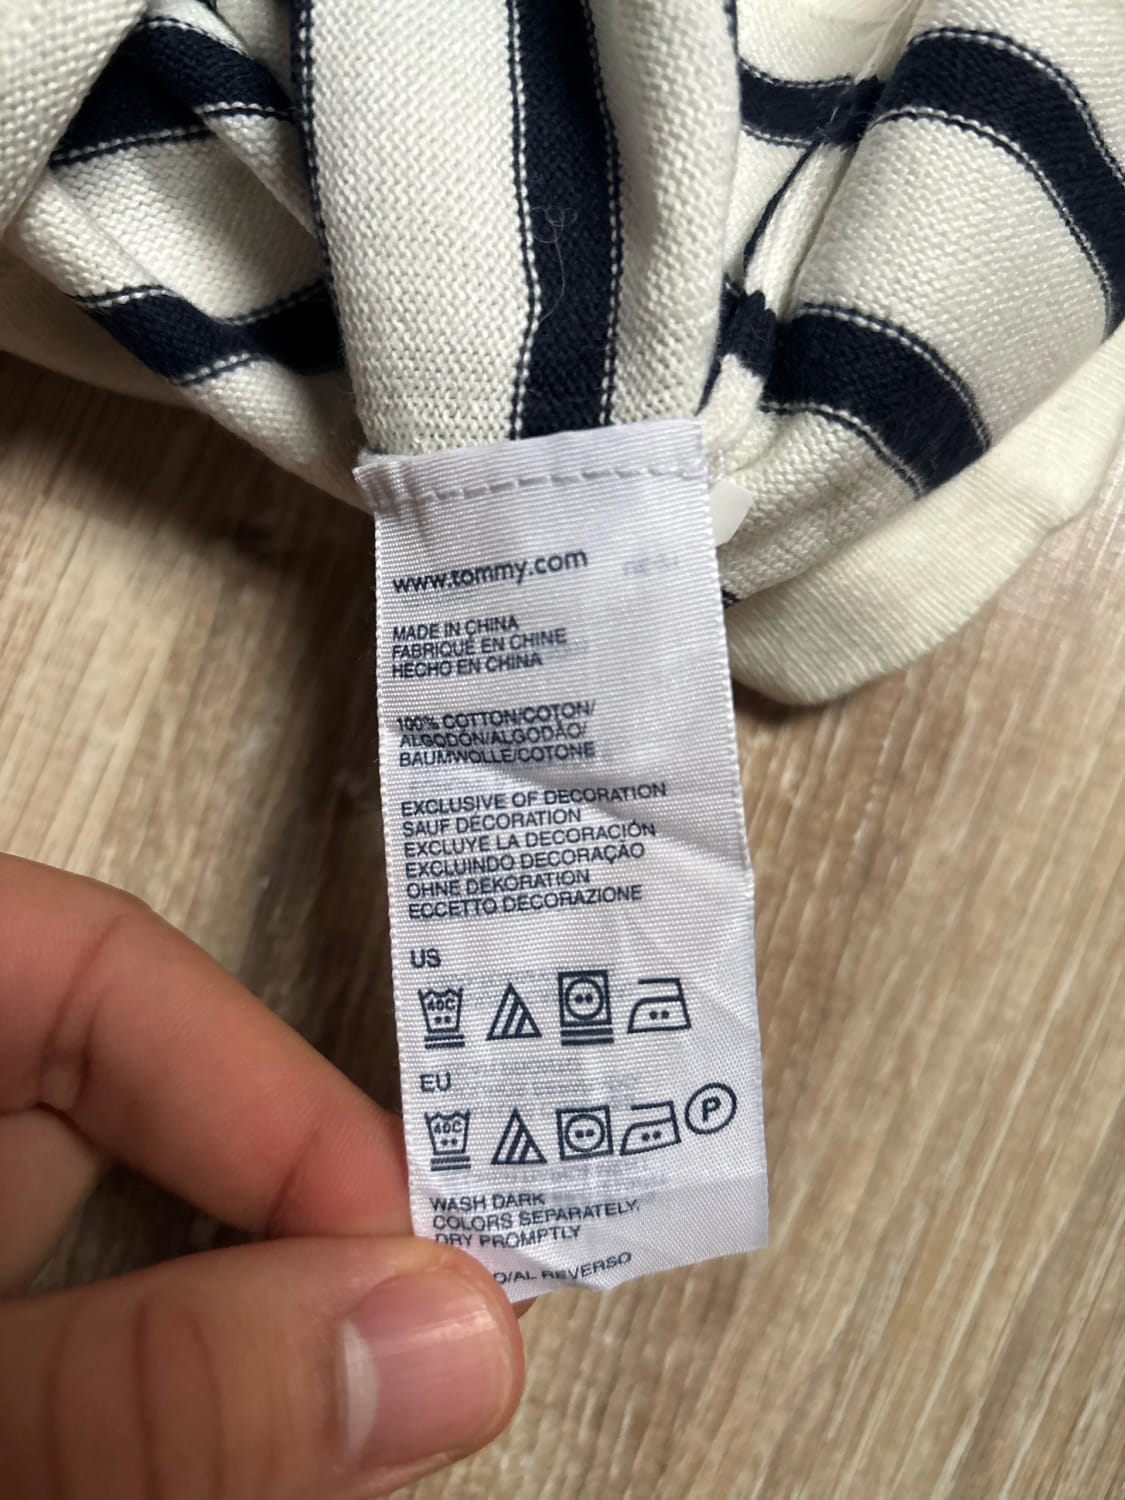 www.tommy.com
MADE IN CHINA
FABRIQUÉ EN CHINE
HECHO EN CHINA
100% COTTON/COTON/
ALGODÓN/ALGODÃO/
BAUMWOLLE/COTONE
EXCLUSIVE OF DECORATION
SAUF DÉCORATION
EXCLUYE LA DECORACIÓN
EXCLUINDO DECORAÇÃO
OHNE DEKORATION
ECCETTO DECORAZIONE
US
40C
EU
40C P
WASH DARK
COLORS SEPARATELY,
DRY PROMPTLY
O/AL REVERSO